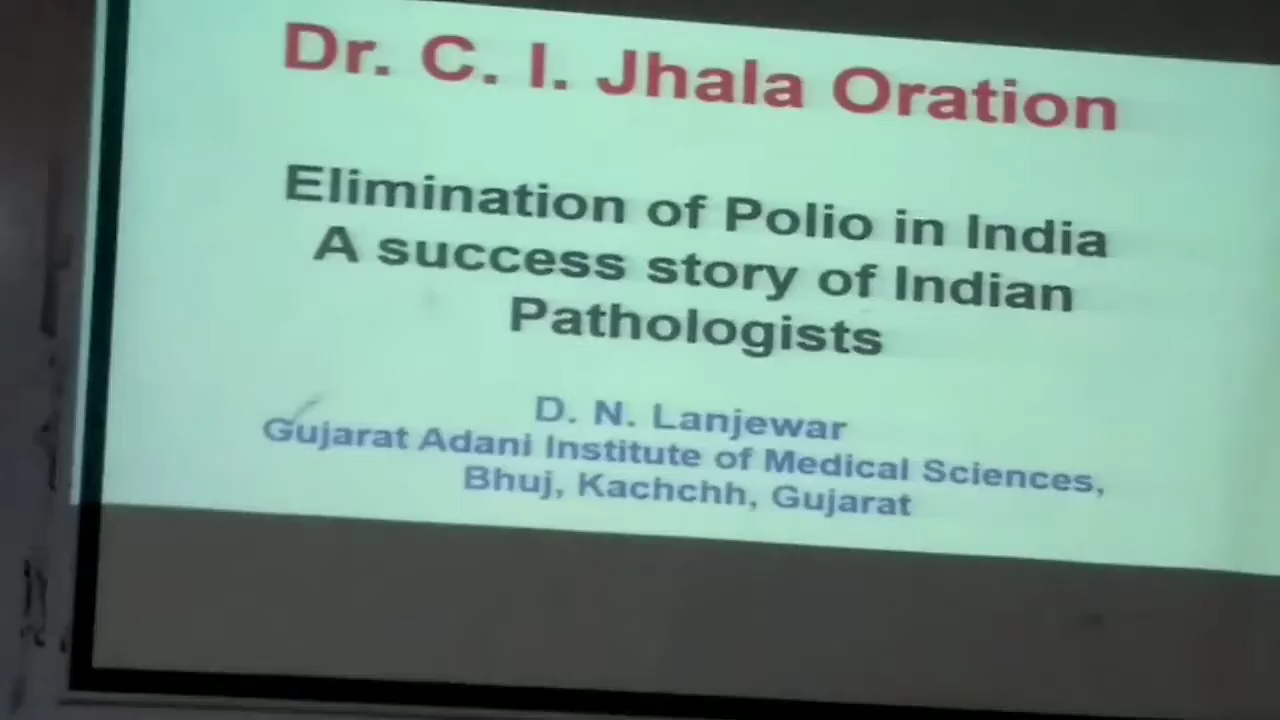 Dr. C. I. Jhala Oration
Elimination of Polio in India
A success story of Indian
Pathologists
D. N. Lanjewar
Gujarat Adani Institute of Medical Sciences,
Bhuj, Kachchh, Gujarat